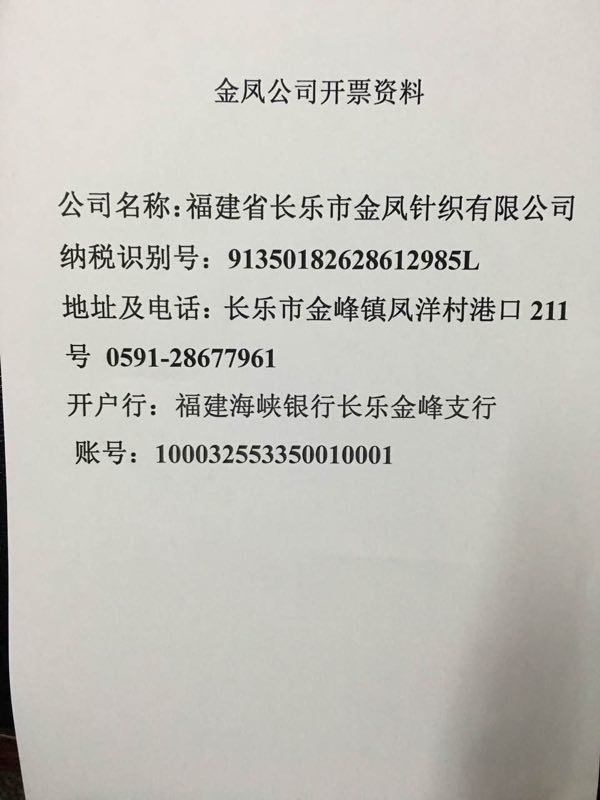 金凤公司开票资料
公司名称：福建省长乐市金凤针织有限公司
纳税识别号：91350182628612985L
地址及电话：长乐市金峰镇凤洋村港口 211
号 0591-28677961
开户行：福建海峡银行长乐金峰支行
账号：100032553350010001